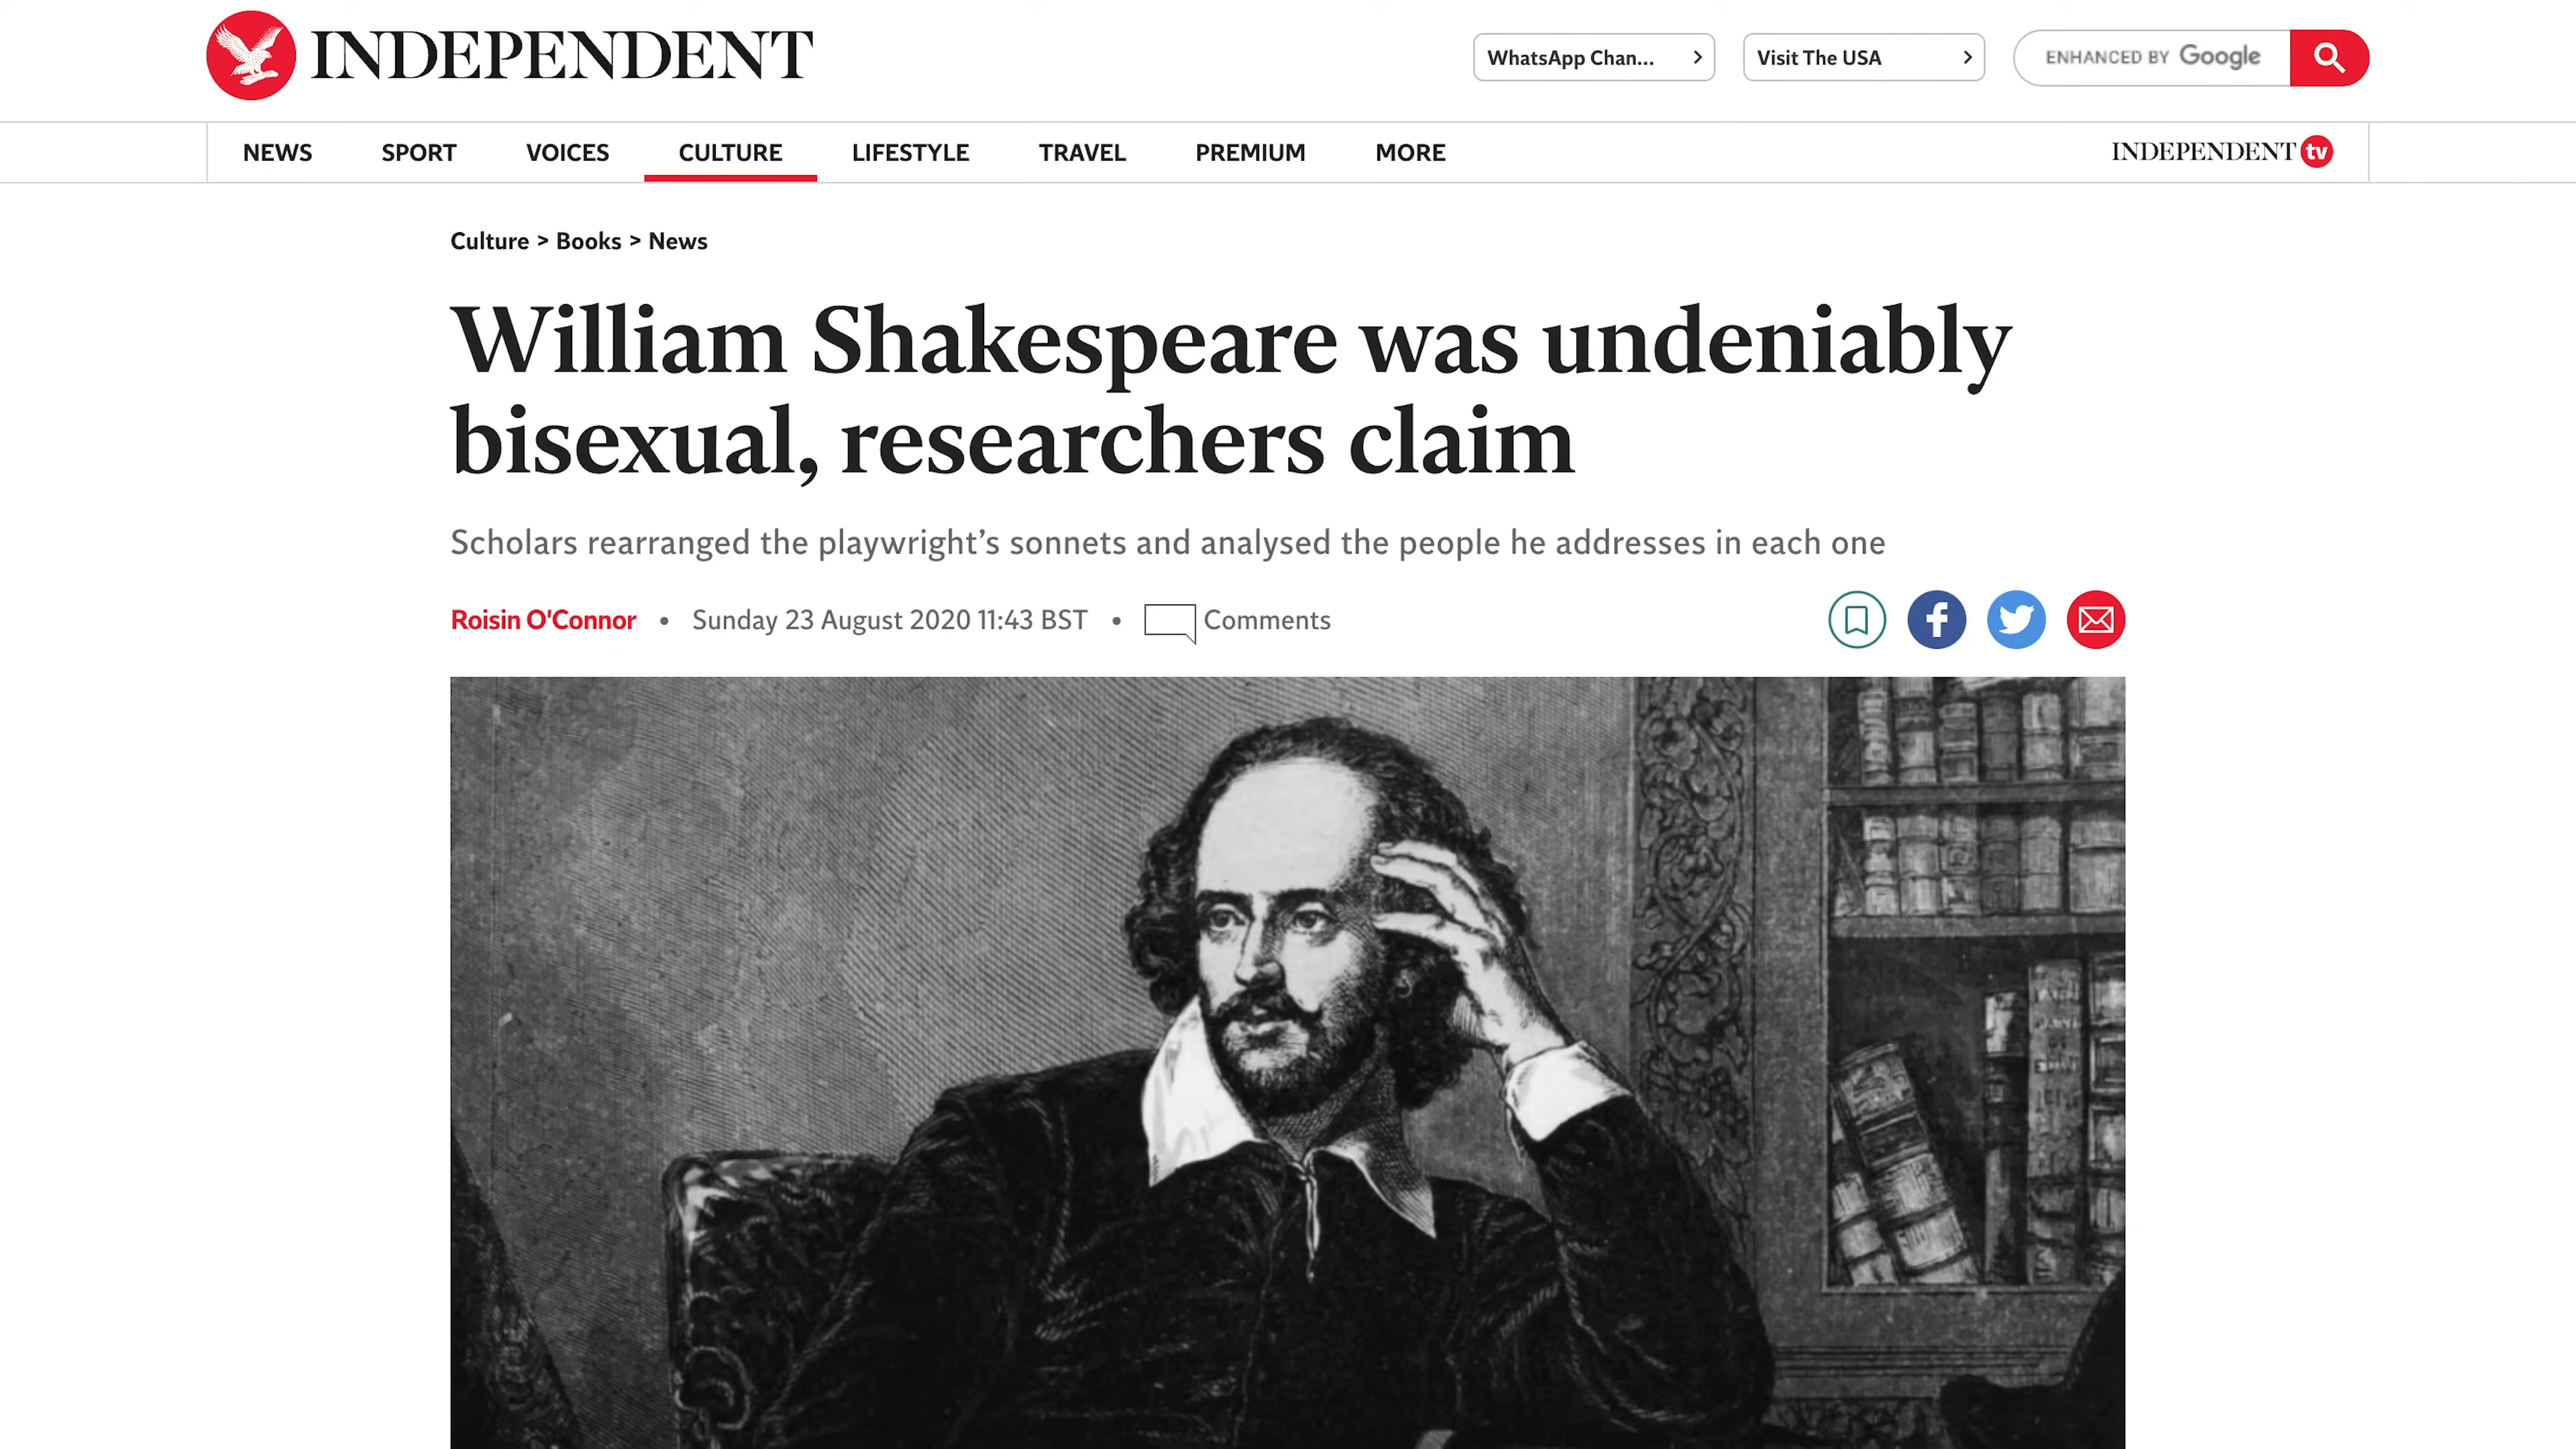 INDEPENDENT
WhatsApp Chan...
Visit The USA
ENHANCED BY Google
NEWS SPORT VOICES CULTURE LIFESTYLE TRAVEL PREMIUM MORE
INDEPENDENT tv
Culture > Books > News
William Shakespeare was undeniably
bisexual, researchers claim
Scholars rearranged the playwright’s sonnets and analysed the people he addresses in each one
Roisin O'Connor • Sunday 23 August 2020 11:43 BST • Comments